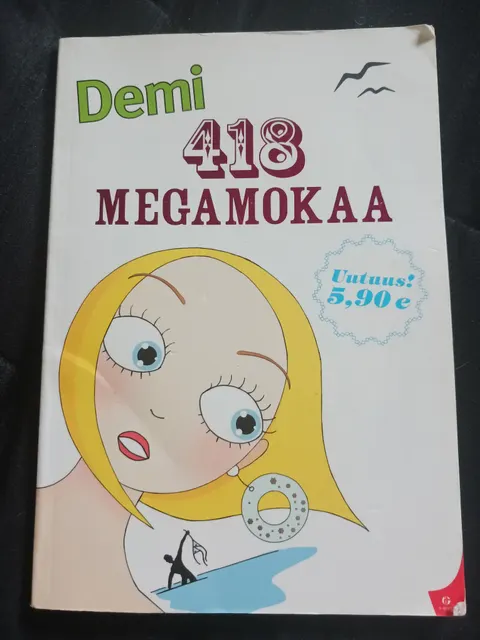 Demi
418
MEGAMOKAA
Uutuus!
5,90 e